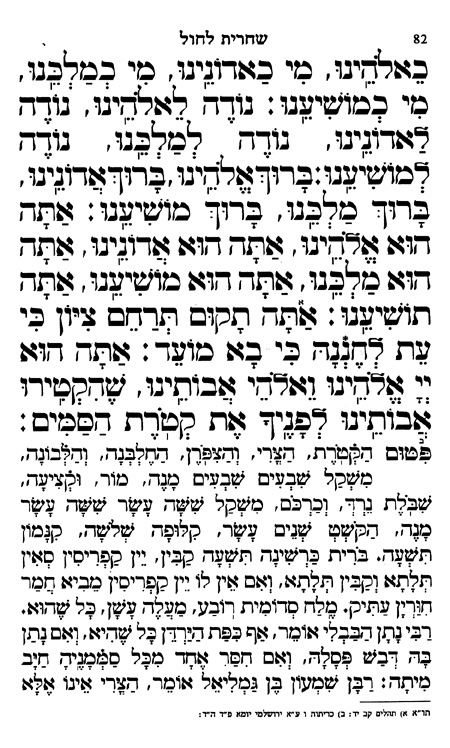 82 שחרית לחול
כֵאלֹהֵינוּ, מִי כַאדוֹנֵינוּ, מִי כְמַלְכֵּנוּ,
מִי כְמוֹשִׁיעֵנוּ: נוֹדֶה לֵאלֹהֵינוּ, נוֹדֶה
לַאדוֹנֵינוּ, נוֹדֶה לְמַלְכֵּנוּ, נוֹדֶה
לְמוֹשִׁיעֵנוּ: בָּרוּךְ אֱלֹהֵינוּ, בָּרוּךְ אֲדוֹנֵינוּ,
בָּרוּךְ מַלְכֵּנוּ, בָּרוּךְ מוֹשִׁיעֵנוּ: אַתָּה
הוּא אֱלֹהֵינוּ, אַתָּה הוּא אֲדוֹנֵינוּ, אַתָּה
הוּא מַלְכֵּנוּ, אַתָּה הוּא מוֹשִׁיעֵנוּ, אַתָּה
תוֹשִׁיעֵנוּ: אַתָּה תָקוּם תְּרַחֵם צִיּוֹן כִּי
עֵת לְחֶנְנָהּ כִּי בָא מוֹעֵד: אַתָּה הוּא
יְיָ אֱלֹהֵינוּ וֵאלֹהֵי אֲבוֹתֵינוּ, שֶׁהִקְטִירוּ
אֲבוֹתֵינוּ לְפָנֶיךָ אֶת קְטֹרֶת הַסַּמִּים:
פִּטּוּם הַקְּטֹרֶת, הַצֳּרִי, וְהַצִּפֹּרֶן, הַחֶלְבְּנָה, וְהַלְּבוֹנָה,
מִשְׁקַל שִׁבְעִים שִׁבְעִים מָנֶה, מוֹר, וּקְצִיעָה,
שִׁבֹּלֶת נֵרְדְּ, וְכַרְכֹּם, מִשְׁקַל שִׁשָּׁה עָשָׂר שִׁשָּׁה עָשָׂר
מָנֶה, הַקֹּשְׁטְ שְׁנֵים עָשָׂר, קִלּוּפָה שְׁלֹשָׁה, קִנָּמוֹן
תִּשְׁעָה. בֹּרִית כַּרְשִׁינָה תִּשְׁעָה קַבִּין, יֵין קַפְרִיסִין סְאִין
תְּלָתָא וְקַבִּין תְּלָתָא, וְאִם אֵין לוֹ יֵין קַפְרִיסִין מֵבִיא חֲמַר
חִוַּרְיָן עַתִּיק. מֶלַח סְדוֹמִית רוֹבַע, מַעֲלֶה עָשָׁן, כָּל שֶׁהוּא.
רַבִּי נָתָן הַבַּבְלִי אוֹמֵר, אַף כִּפַּת הַיַּרְדֵּן כָּל שֶׁהִיא, וְאִם נָתַן
בָּהּ דְּבַשׁ פְּסָלָהּ, וְאִם חִסַּר אֶחָד מִכָּל סַמְּמָנֶיהָ חַיָּב
מִיתָה: רַבָּן שִׁמְעוֹן בֶּן גַּמְלִיאֵל אוֹמֵר, הַצֳּרִי אֵינוֹ אֶלָּא
תו״א א) תהלים קב יד: ב) כריתות ו ע״א ירושלמי יומא פ״ד ה״ד: